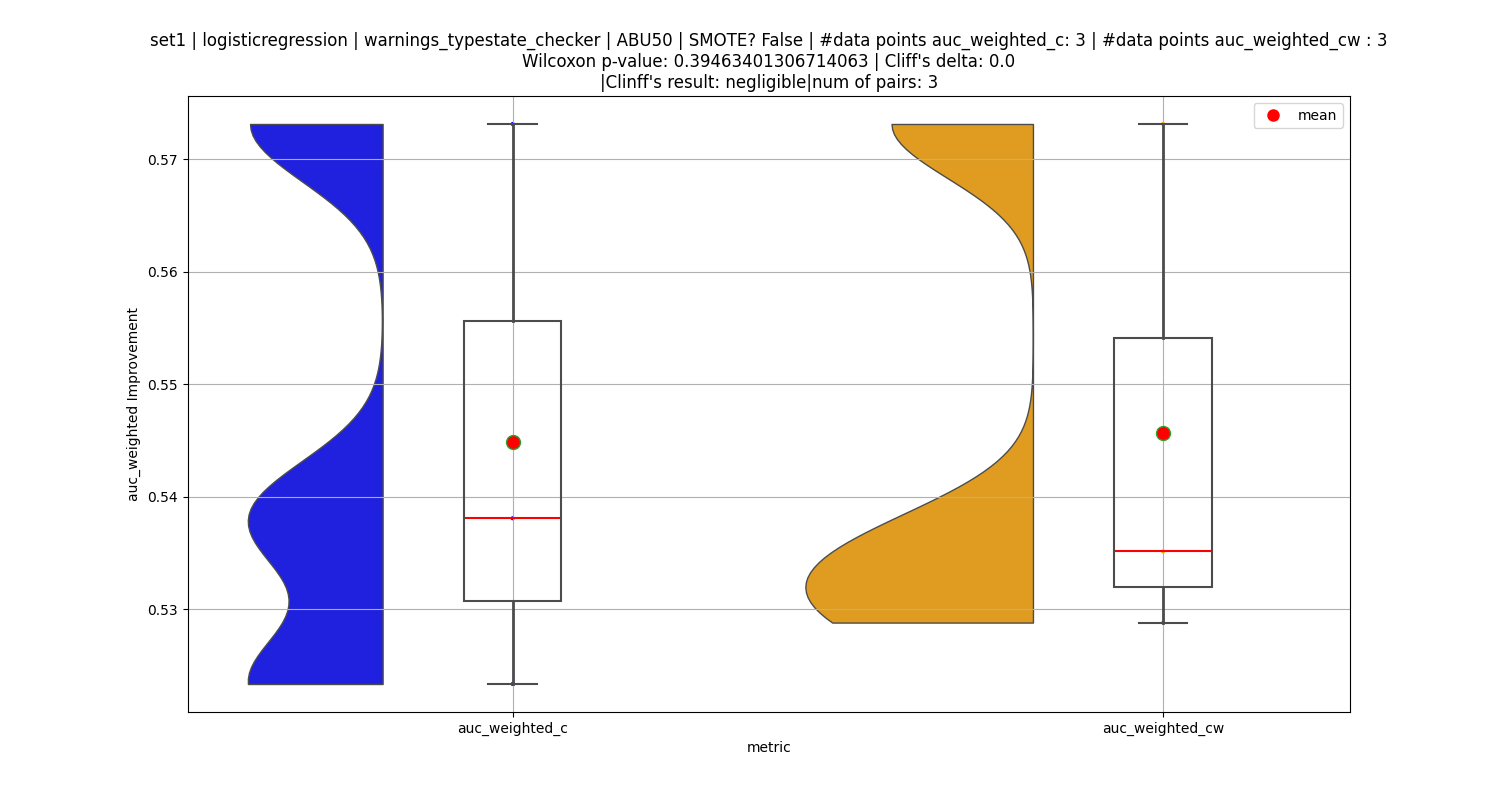 set1 | logisticregression | warnings_typestate_checker | ABU50 | SMOTE? False | #data points auc_weighted_c: 3 | #data points auc_weighted_cw : 3
Wilcoxon p-value: 0.39463401306714063 | Cliff's delta: 0.0
|Clinff's result: negligible|num of pairs: 3
mean
0.57
0.56
0.55
0.54
0.53
auc_weighted Improvement
auc_weighted_c
auc_weighted_cw
metric